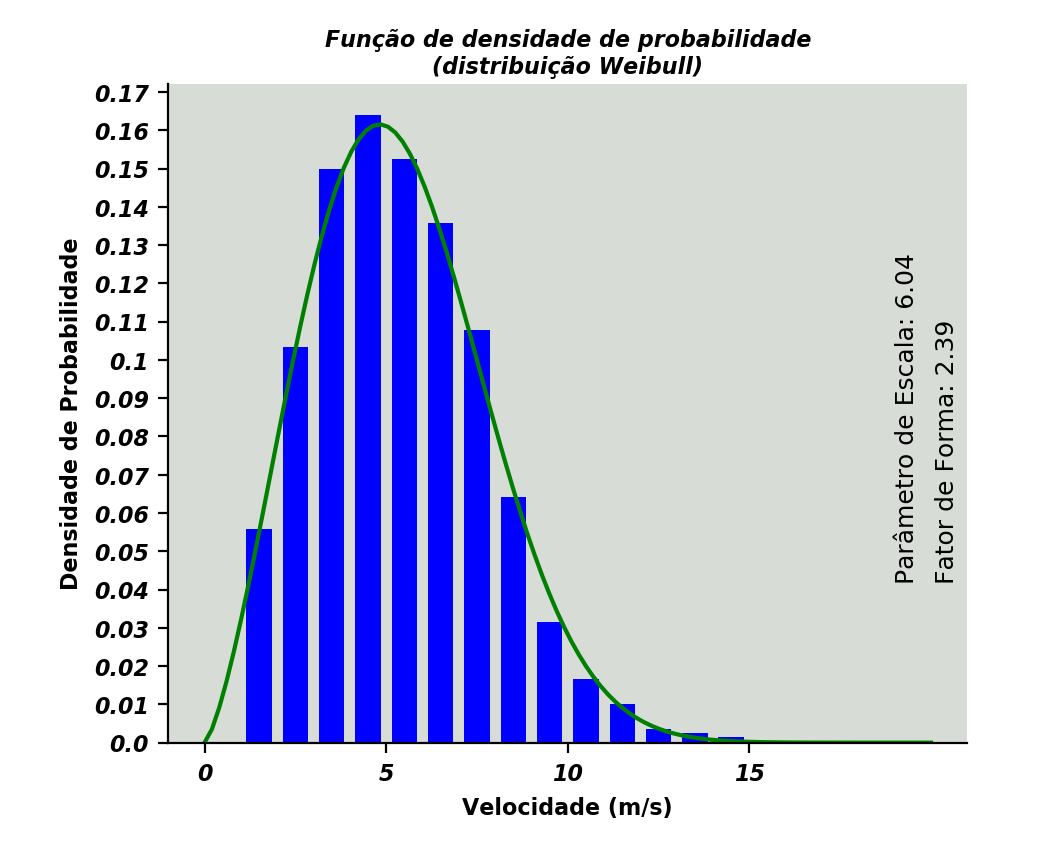 Função de densidade de probabilidade
(distribuição Weibull)
Densidade de Probabilidade
0.17
0.16
0.15
0.14
0.13
0.12
0.11
0.1
0.09
0.08
0.07
0.06
0.05
0.04
0.03
0.02
0.01
0.0
0 5 10 15
Velocidade (m/s)
Parâmetro de Escala: 6.04
Fator de Forma: 2.39